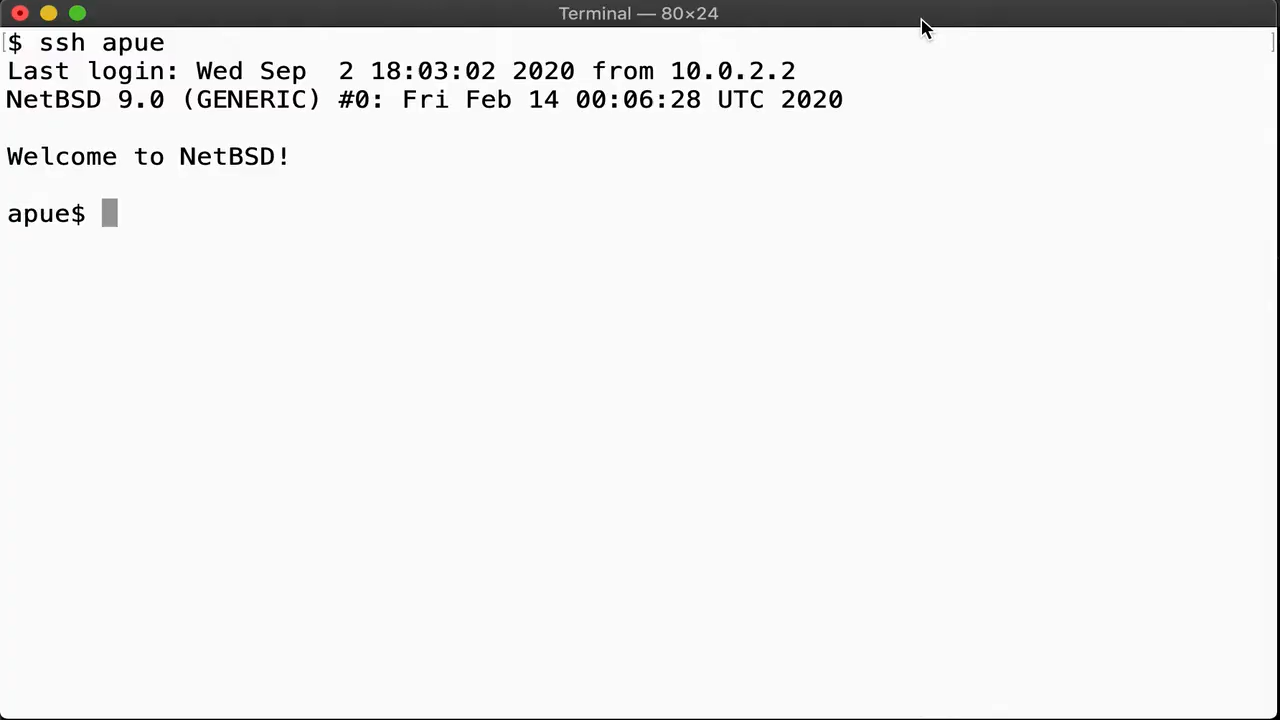 Terminal — 80×24
$ ssh apue
Last login: Wed Sep  2 18:03:02 2020 from 10.0.2.2
NetBSD 9.0 (GENERIC) #0: Fri Feb 14 00:06:28 UTC 2020
Welcome to NetBSD!
apue$